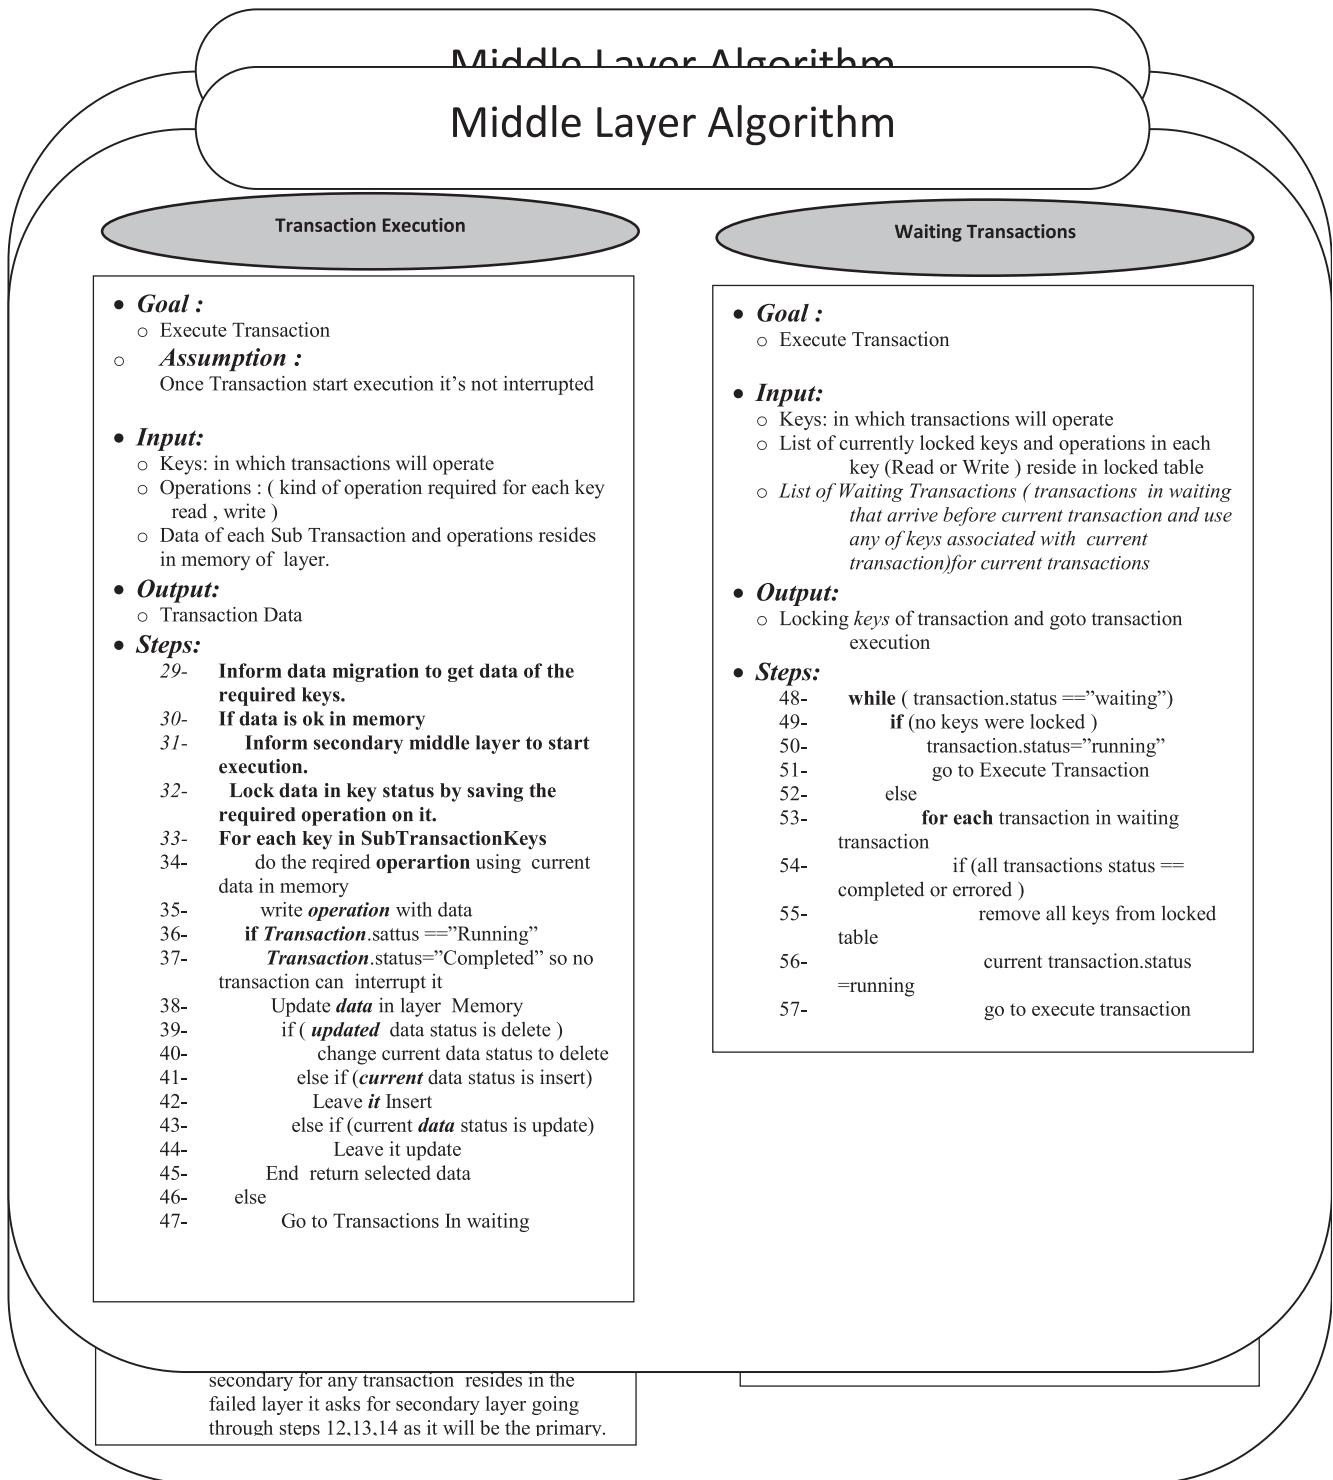 Middle Layer Algorithm
Middle Layer Algorithm
Transaction Execution
• Goal :
o Execute Transaction
o Assumption :
Once Transaction start execution it’s not interrupted
• Input:
o Keys: in which transactions will operate
o Operations : ( kind of operation required for each key
read , write )
o Data of each Sub Transaction and operations resides
in memory of layer.
• Output:
o Transaction Data
• Steps:
29- Inform data migration to get data of the
required keys.
30- If data is ok in memory
31- Inform secondary middle layer to start
execution.
32- Lock data in key status by saving the
required operation on it.
33- For each key in SubTransactionKeys
34- do the reqired operartion using current
data in memory
35- write operation with data
36- if Transaction.sattus ==”Running”
37- Transaction.status=”Completed” so no
transaction can interrupt it
38- Update data in layer Memory
39- if ( updated data status is delete )
40- change current data status to delete
41- else if (current data status is insert)
42- Leave it Insert
43- else if (current data status is update)
44- Leave it update
45- End return selected data
46- else
47- Go to Transactions In waiting
Waiting Transactions
• Goal :
o Execute Transaction
• Input:
o Keys: in which transactions will operate
o List of currently locked keys and operations in each
key (Read or Write ) reside in locked table
o List of Waiting Transactions ( transactions in waiting
that arrive before current transaction and use
any of keys associated with current
transaction)for current transactions
• Output:
o Locking keys of transaction and goto transaction
execution
• Steps:
48- while ( transaction.status ==”waiting”)
49- if (no keys were locked )
50- transaction.status=”running”
51- go to Execute Transaction
52- else
53- for each transaction in waiting
transaction
54- if (all transactions status ==
completed or errored )
55- remove all keys from locked
table
56- current transaction.status
=running
57- go to execute transaction
secondary for any transaction resides in the
failed layer it asks for secondary layer going
through steps 12,13,14 as it will be the primary.